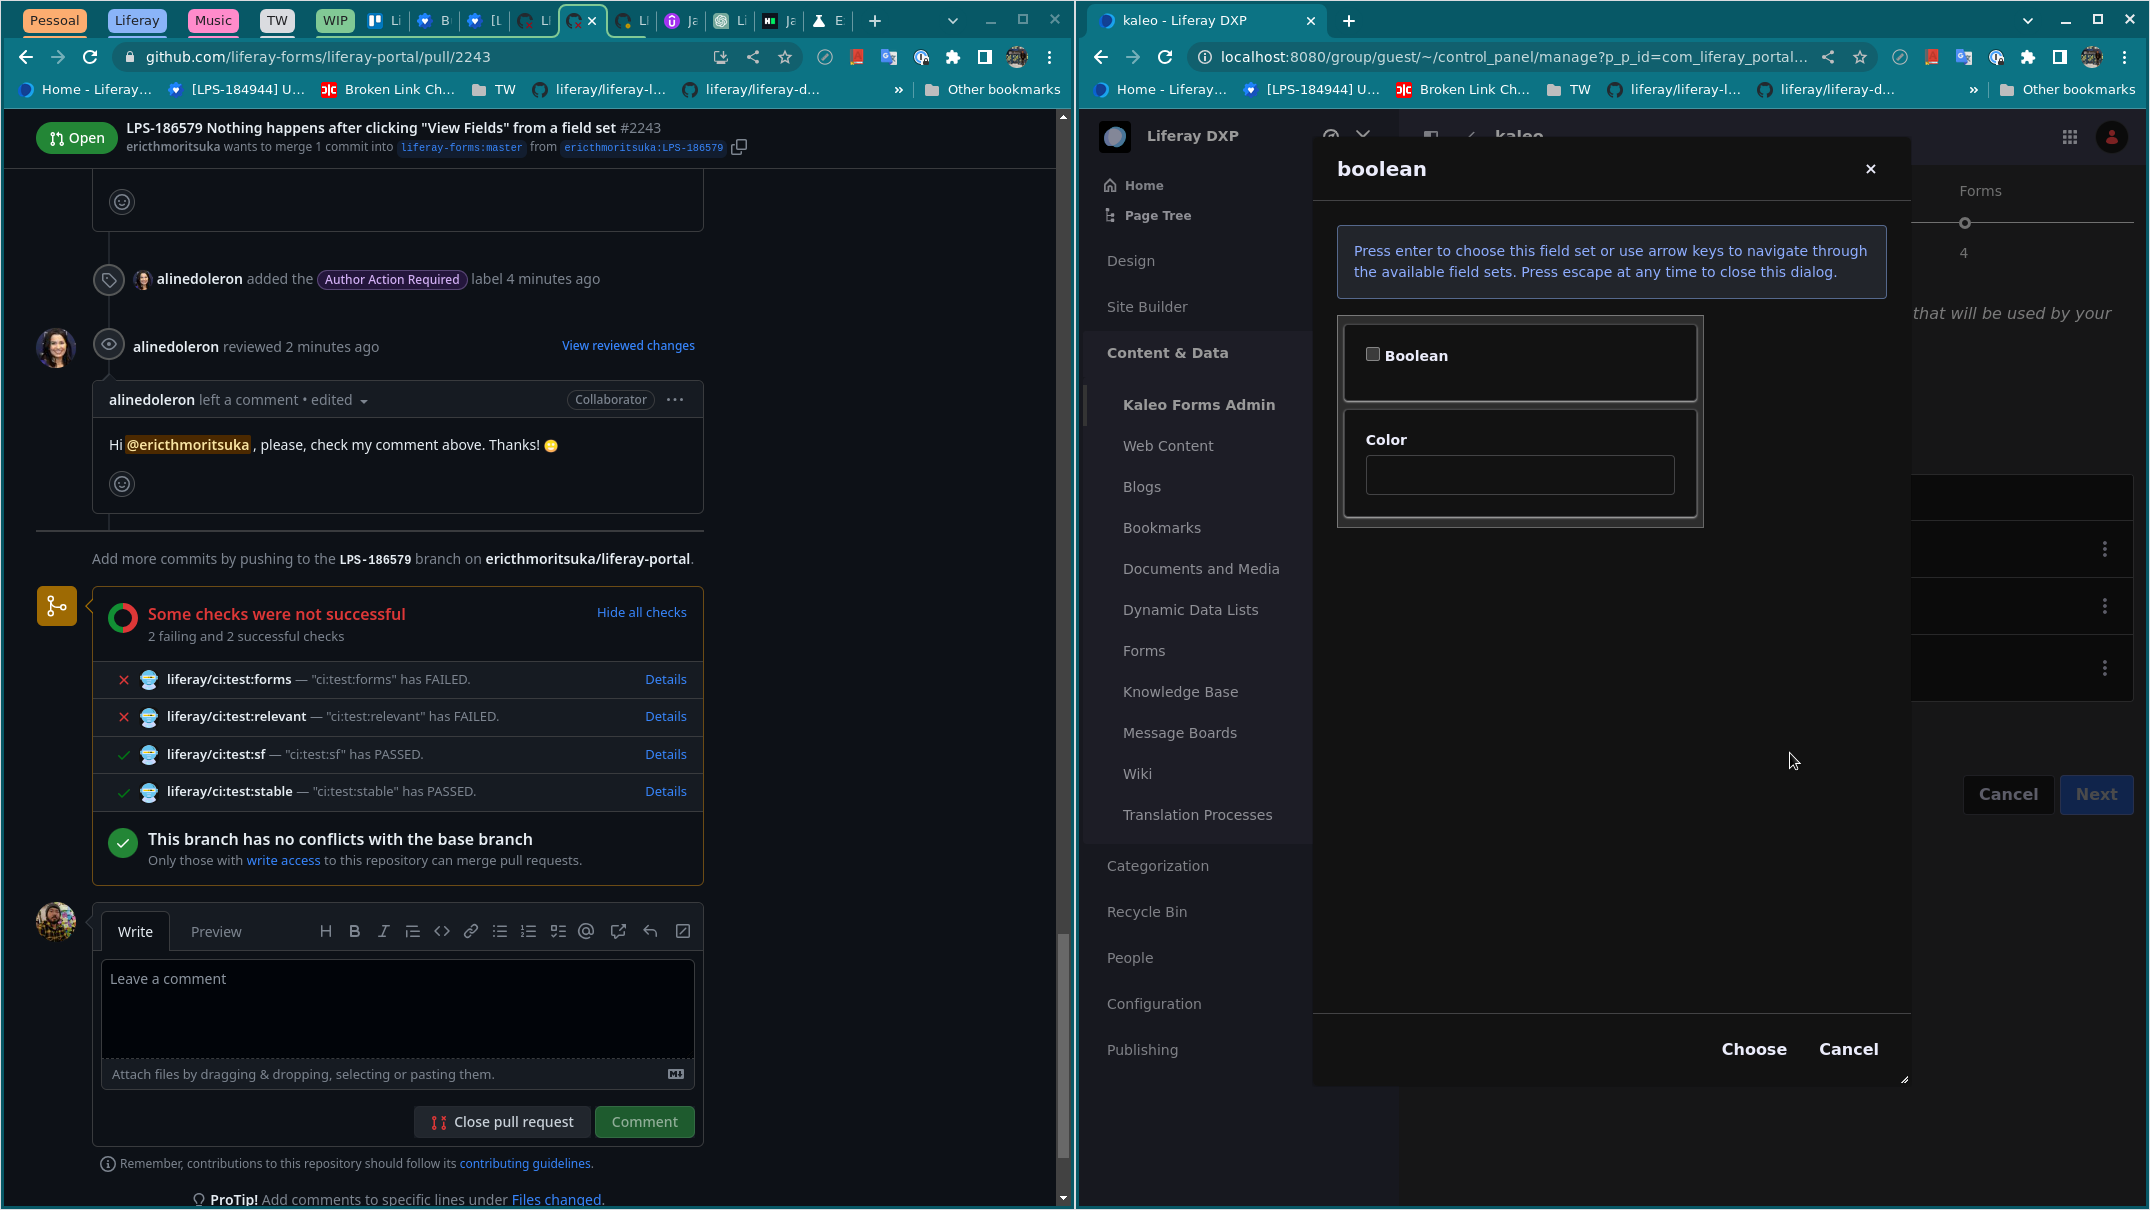 Pessoal
Liferay
Music
TW
WIP
github.com/liferay-forms/liferay-portal/pull/2243
Home - Liferay...
[LPS-184944] U...
Broken Link Ch...
TW
liferay/liferay-l...
liferay/liferay-d...
»
Other bookmarks
Open
LPS-186579 Nothing happens after clicking "View Fields" from a field set #2243
ericthmoritsuka wants to merge 1 commit into liferay-forms:master from ericthmoritsuka:LPS-186579
alinedoleron added the Author Action Required label 4 minutes ago
alinedoleron reviewed 2 minutes ago
View reviewed changes
alinedoleron left a comment • edited
Collaborator
Hi @ericthmoritsuka , please, check my comment above. Thanks!
Add more commits by pushing to the LPS-186579 branch on ericthmoritsuka/liferay-portal.
Some checks were not successful
Hide all checks
2 failing and 2 successful checks
liferay/ci:test:forms — "ci:test:forms" has FAILED.
Details
liferay/ci:test:relevant — "ci:test:relevant" has FAILED.
Details
liferay/ci:test:sf — "ci:test:sf" has PASSED.
Details
liferay/ci:test:stable — "ci:test:stable" has PASSED.
Details
This branch has no conflicts with the base branch
Only those with write access to this repository can merge pull requests.
Write
Preview
Leave a comment
Attach files by dragging & dropping, selecting or pasting them.
Close pull request
Comment
Remember, contributions to this repository should follow its contributing guidelines.
ProTip! Add comments to specific lines under Files changed.
kaleo - Liferay DXP
localhost:8080/group/guest/~/control_panel/manage?p_p_id=com_liferay_portal...
Home - Liferay...
[LPS-184944] U...
Broken Link Ch...
TW
liferay/liferay-l...
liferay/liferay-d...
»
Other bookmarks
Liferay DXP
kaleo
Home
Page Tree
Design
Site Builder
Content & Data
Kaleo Forms Admin
Web Content
Blogs
Bookmarks
Documents and Media
Dynamic Data Lists
Forms
Knowledge Base
Message Boards
Wiki
Translation Processes
Categorization
Recycle Bin
People
Configuration
Publishing
boolean
Press enter to choose this field set or use arrow keys to navigate through
the available field sets. Press escape at any time to close this dialog.
Boolean
Color
Choose
Cancel
Forms
4
that will be used by your
Cancel
Next